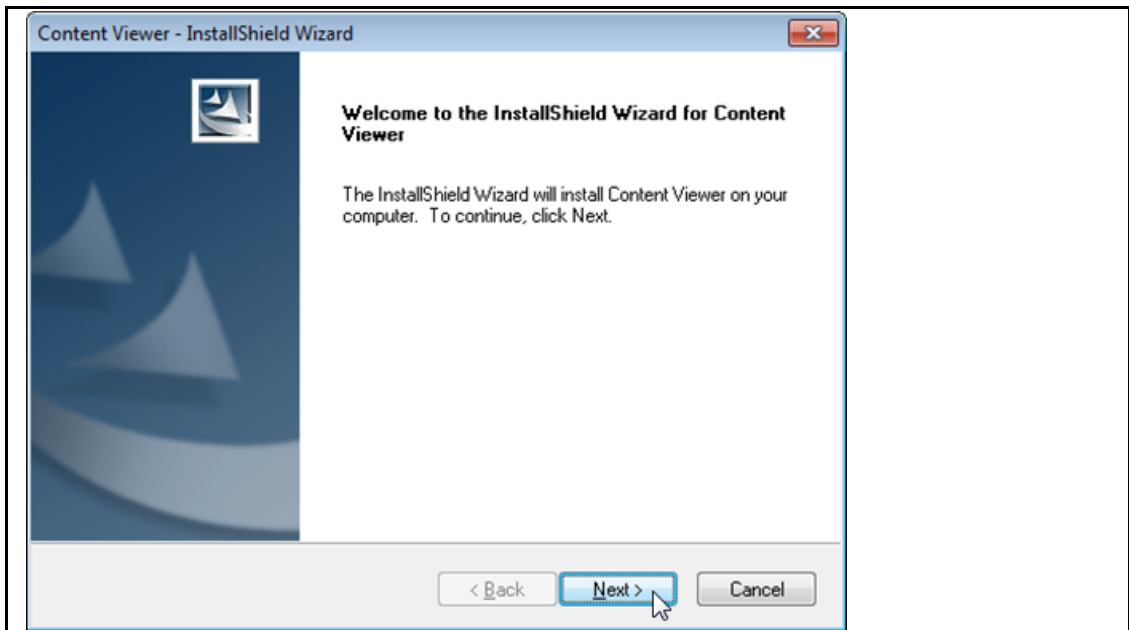 Content Viewer - InstallShield Wizard
Welcome to the InstallShield Wizard for Content
Viewer
The InstallShield Wizard will install Content Viewer on your
computer. To continue, click Next.
< Back
Next >
Cancel